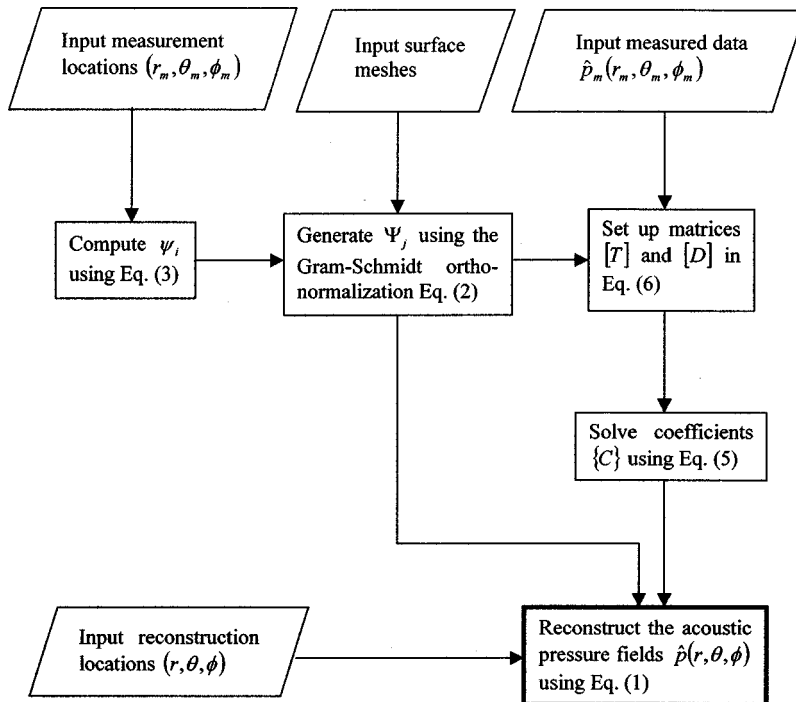 Input measurement
locations (r_m, θ_m, ϕ_m)
Input surface
meshes
Input measured data
p̂_m(r_m, θ_m, ϕ_m)
Compute ψ_i
using Eq. (3)
Generate Ψ_j using the
Gram-Schmidt ortho-
normalization Eq. (2)
Set up matrices
[T] and [D] in
Eq. (6)
Solve coefficients
{C} using Eq. (5)
Input reconstruction
locations (r,θ,ϕ)
Reconstruct the acoustic
pressure fields p̂(r,θ,ϕ)
using Eq. (1)